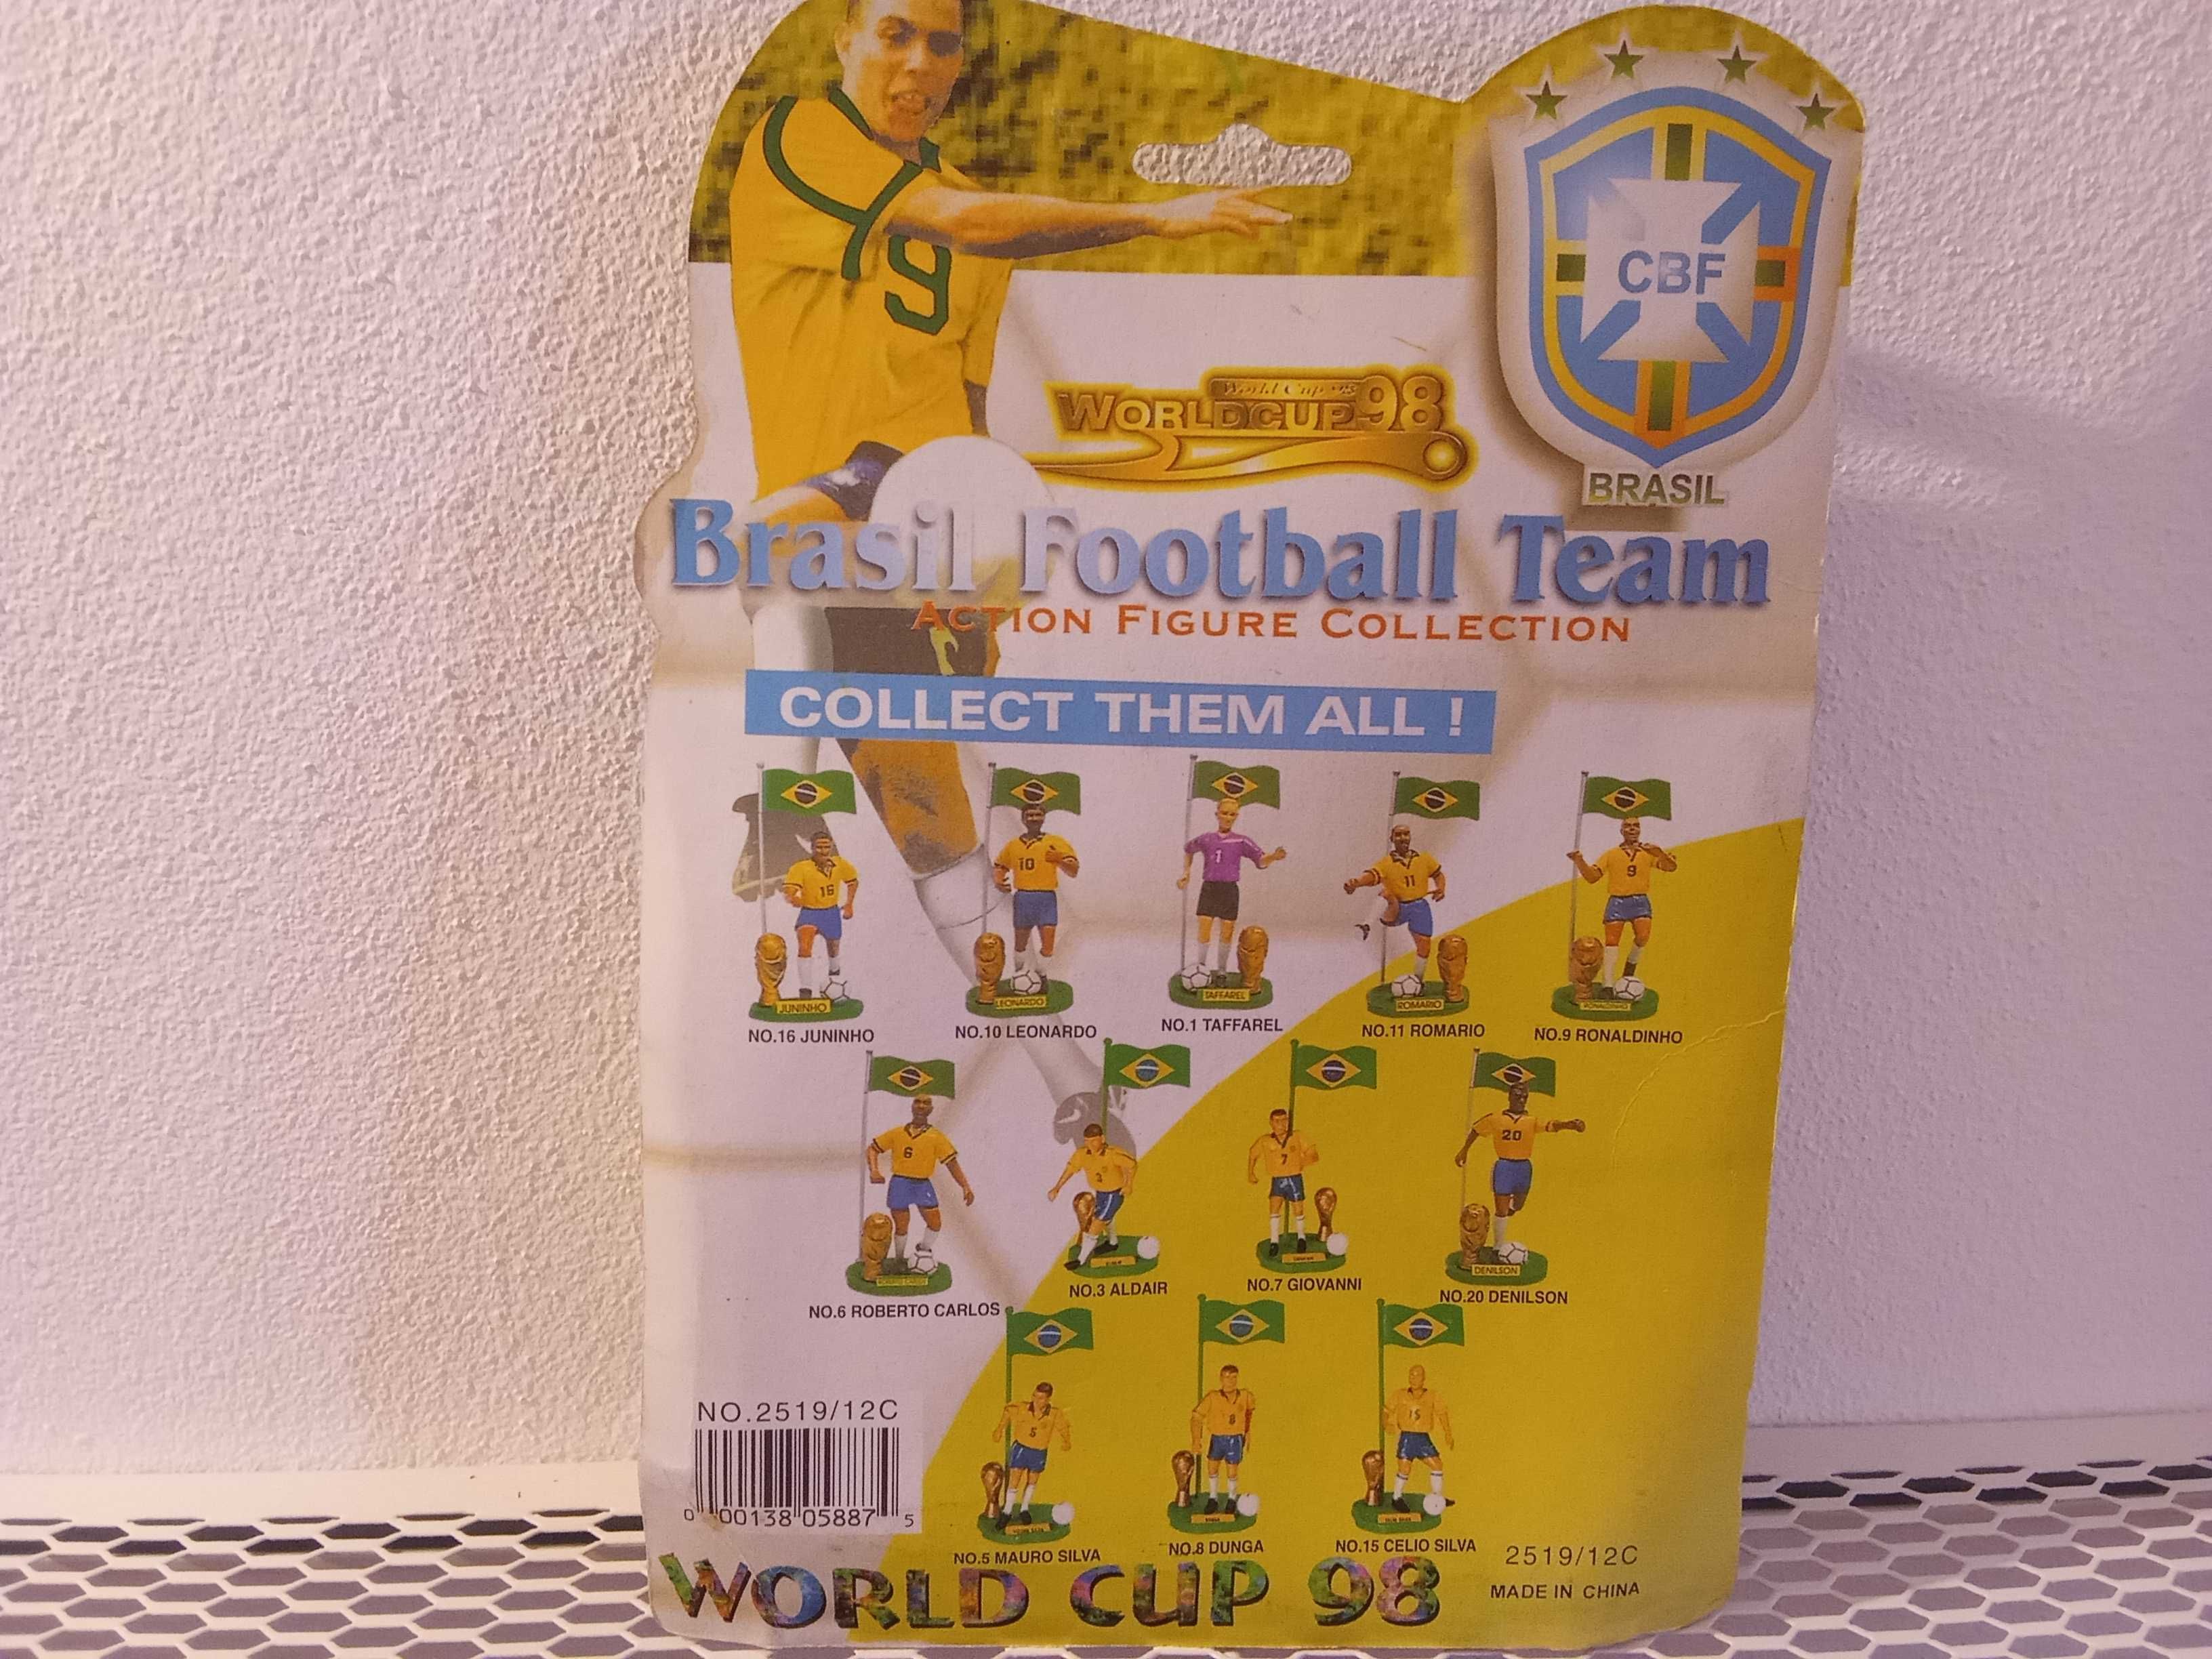 9
CBF
BRASIL
World Cup 98
WORLDCUP98
Brasil Football Team
ACTION FIGURE COLLECTION
COLLECT THEM ALL !
16
10
1
11
9
JUNINHO
LEONARDO
TAFFAREL
ROMARIO
RONALDINHO
NO.16 JUNINHO
NO.10 LEONARDO
NO.1 TAFFAREL
NO.11 ROMARIO
NO.9 RONALDINHO
6
3
7
20
ROBERTO CARLOS
DENILSON
NO.6 ROBERTO CARLOS
NO.3 ALDAIR
NO.7 GIOVANNI
NO.20 DENILSON
5
8
15
NO.5 MAURO SILVA
NO.8 DUNGA
NO.15 CELIO SILVA
NO.2519/12C
0 00138 05887 5
2519/12C
MADE IN CHINA
WORLD CUP 98